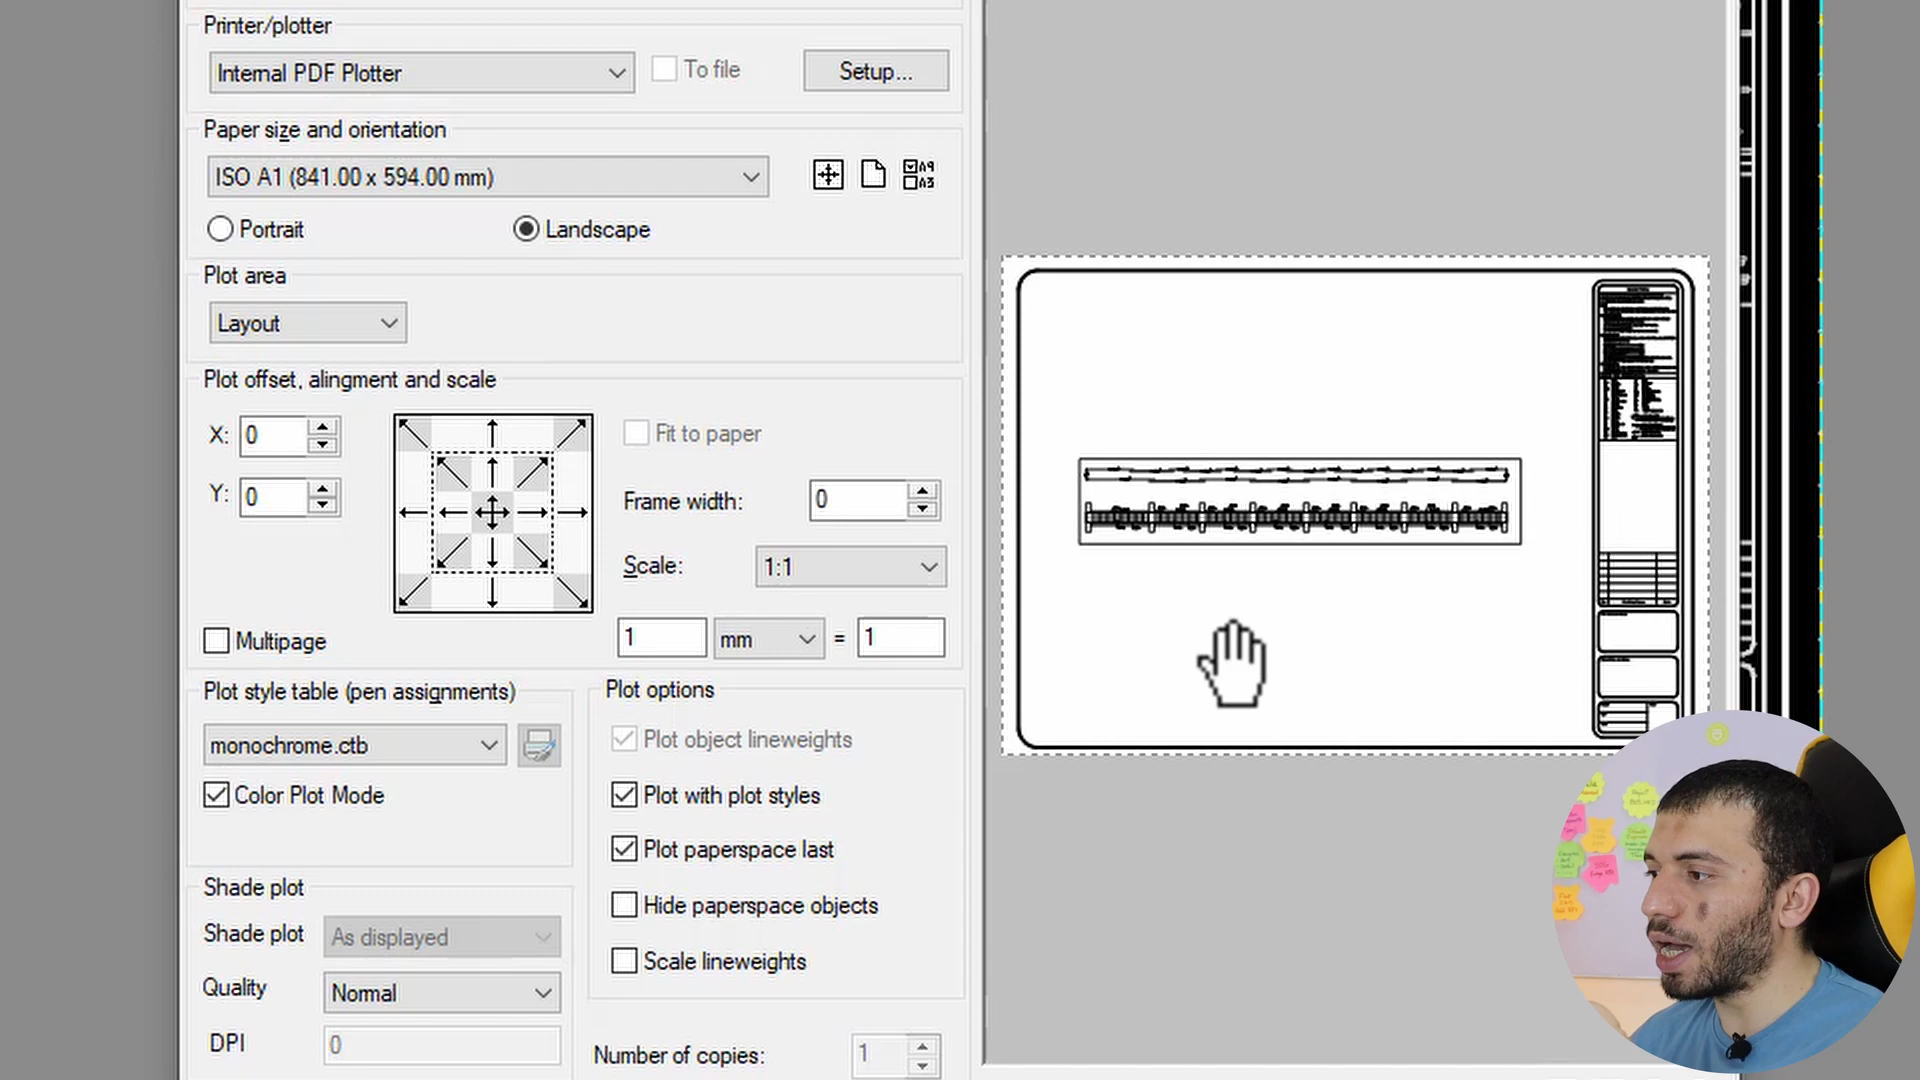 Printer/plotter
Internal PDF Plotter
To file
Setup...
Paper size and orientation
ISO A1 (841.00 x 594.00 mm)
Portrait
Landscape
Plot area
Layout
Plot offset, alingment and scale
X: 0
Y: 0
Fit to paper
Frame width: 0
Scale: 1:1
Multipage
1 mm = 1
Plot style table (pen assignments)
monochrome.ctb
Color Plot Mode
Plot options
Plot object lineweights
Plot with plot styles
Plot paperspace last
Hide paperspace objects
Scale lineweights
Shade plot
Shade plot As displayed
Quality Normal
DPI 0
Number of copies: 1